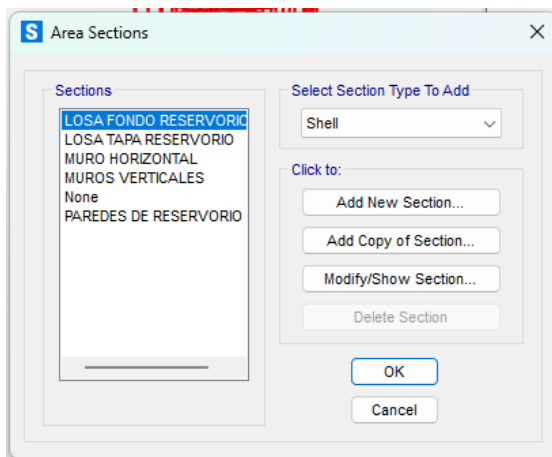 S Area Sections
Sections
LOSA FONDO RESERVORIO
LOSA TAPA RESERVORIO
MURO HORIZONTAL
MUROS VERTICALES
None
PAREDES DE RESERVORIO
Select Section Type To Add
Shell
Click to:
Add New Section...
Add Copy of Section...
Modify/Show Section...
Delete Section
OK
Cancel